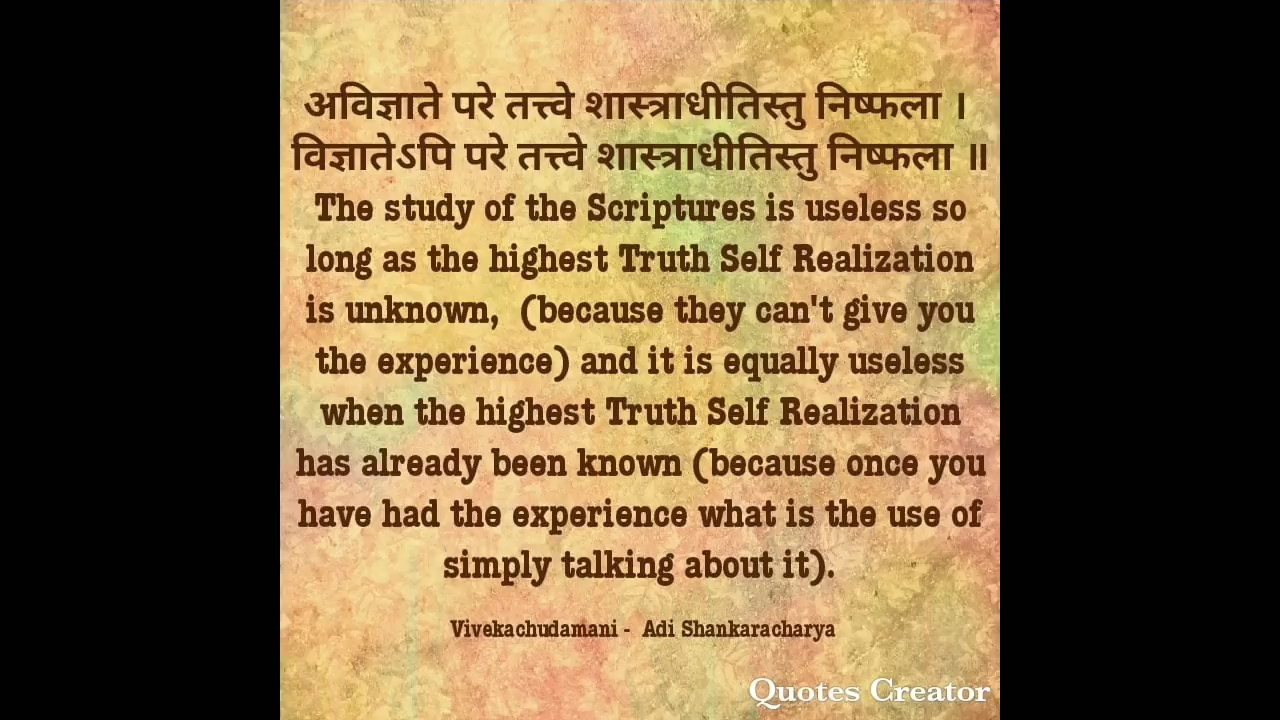 अविज्ञाते परे तत्त्वे शास्त्राधीतिस्तु निष्फला ।
विज्ञातेऽपि परे तत्त्वे शास्त्राधीतिस्तु निष्फला ॥
The study of the Scriptures is useless so
long as the highest Truth Self Realization
is unknown,  (because they can't give you
the experience) and it is equally useless
when the highest Truth Self Realization
has already been known (because once you
have had the experience what is the use of
simply talking about it).
Vivekachudamani -  Adi Shankaracharya
Quotes Creator